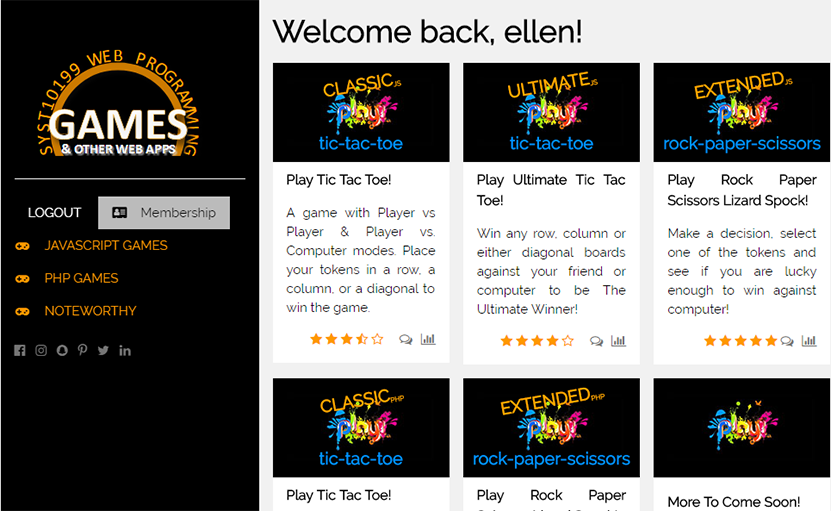 SYST10199 WEB PROGRAMMING
GAMES
& OTHER WEB APPS
LOGOUT
Membership
JAVASCRIPT GAMES
PHP GAMES
NOTEWORTHY
Welcome back, ellen!
CLASSIC JS
play!
tic-tac-toe
Play Tic Tac Toe!
A game with Player vs
Player & Player vs.
Computer modes. Place
your tokens in a row, a
column, or a diagonal to
win the game.
ULTIMATE JS
play!
tic-tac-toe
Play Ultimate Tic Tac
Toe!
Win any row, column or
either diagonal boards
against your friend or
computer to be The
Ultimate Winner!
EXTENDED JS
play!
rock-paper-scissors
Play Rock Paper
Scissors Lizard Spock!
Make a decision, select
one of the tokens and
see if you are lucky
enough to win against
computer!
CLASSIC PHP
play!
tic-tac-toe
Play Tic Tac Toe!
EXTENDED PHP
play!
rock-paper-scissors
Play Rock Paper
play!
More To Come Soon!